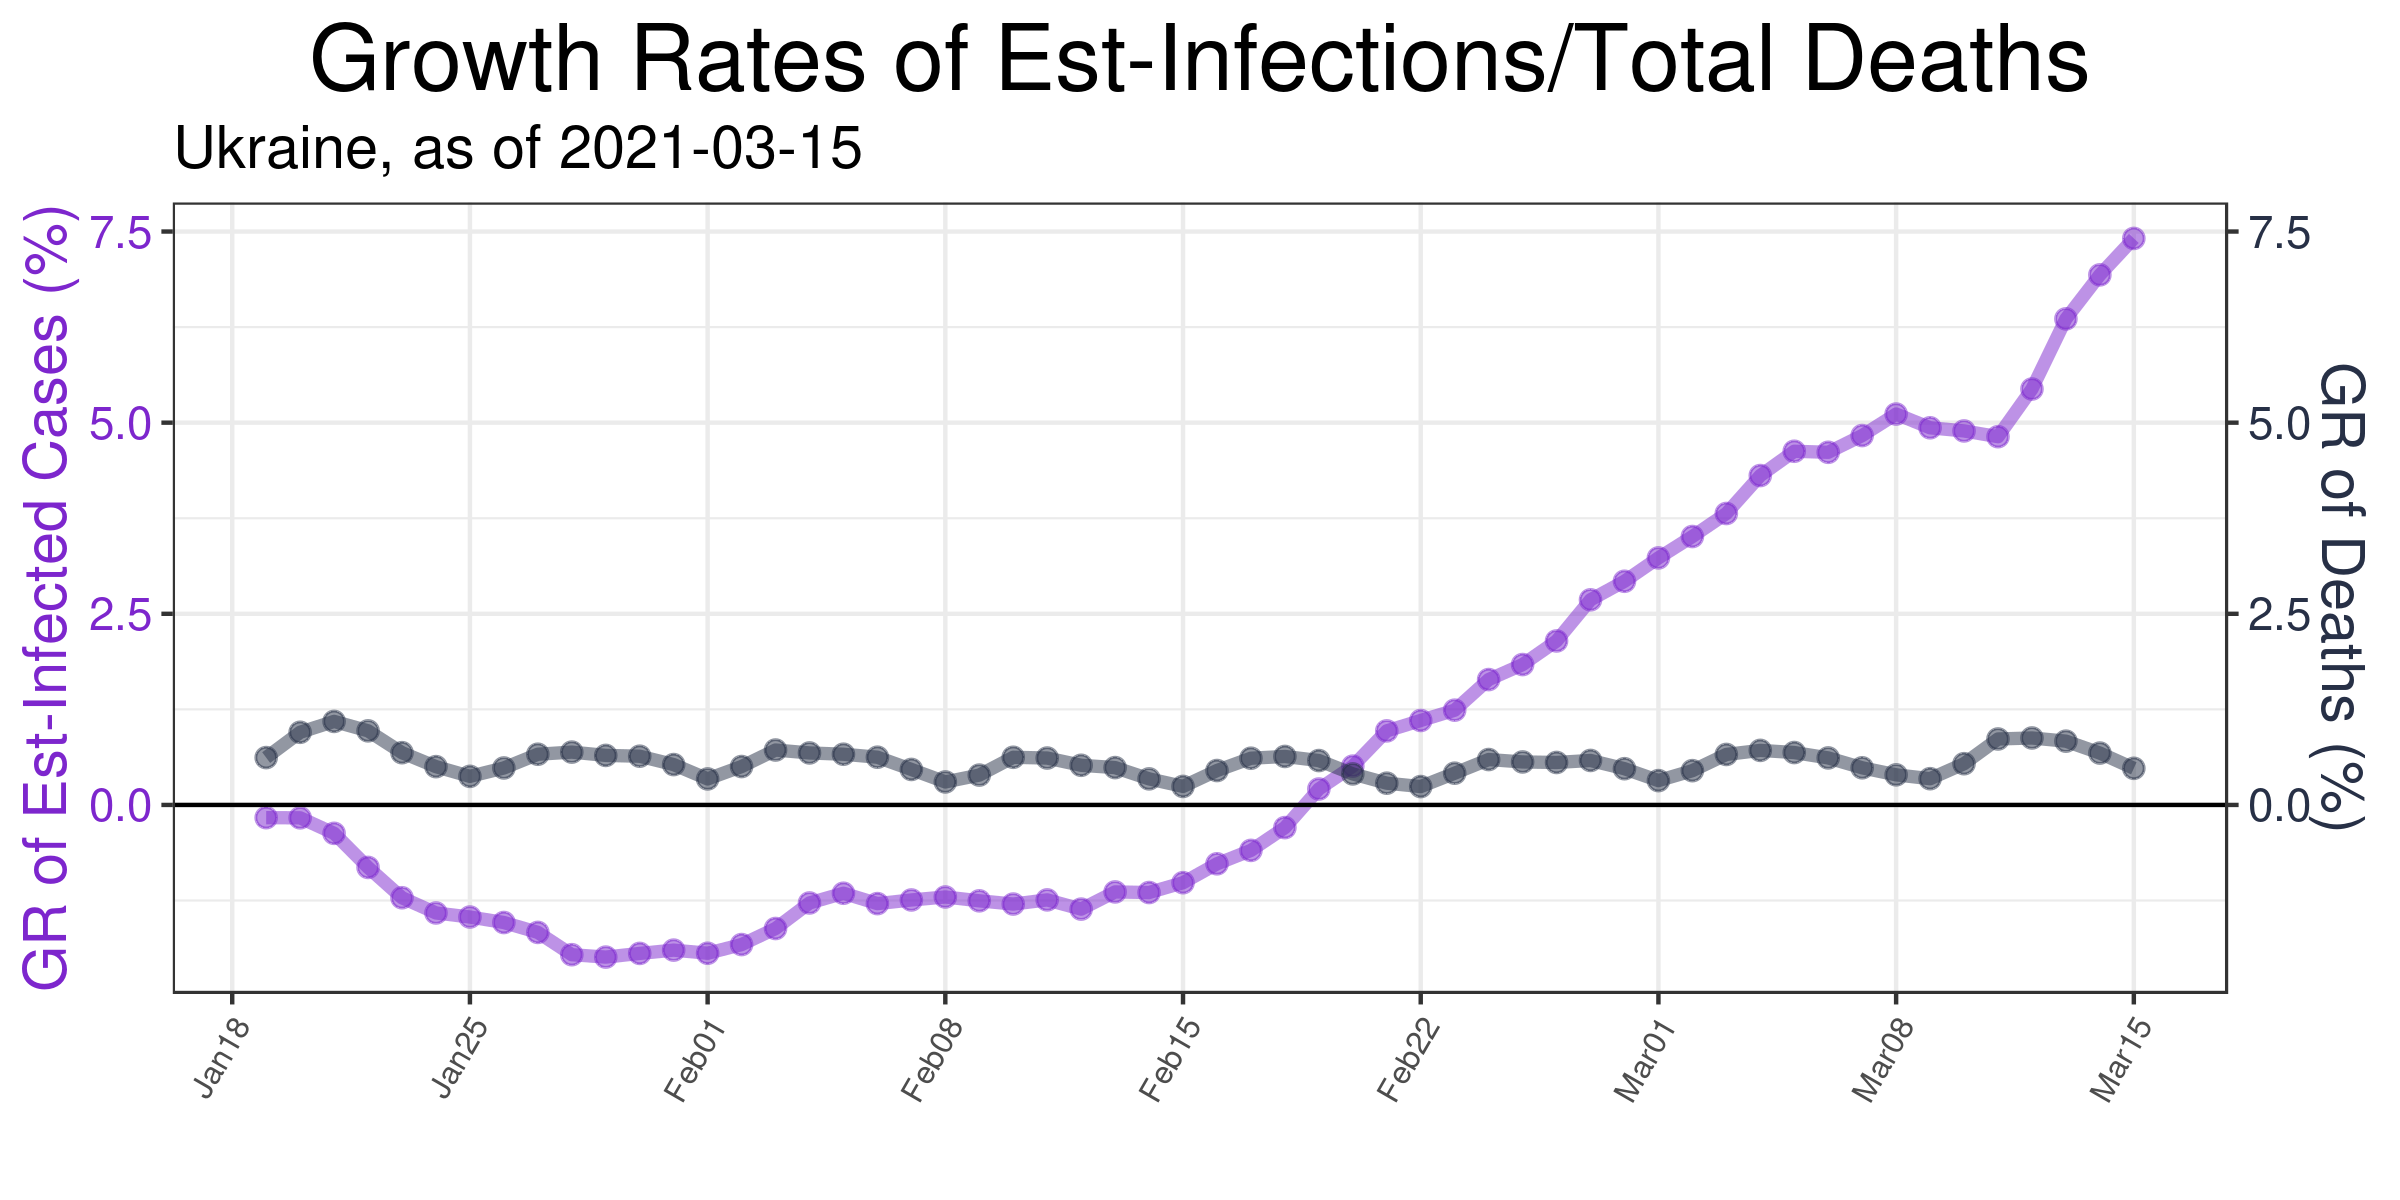 Growth Rates of Est-Infections/Total Deaths
Ukraine, as of 2021-03-15
GR of Est-Infected Cases (%)
7.5
5.0
2.5
0.0
7.5
5.0
2.5
0.0
GR of Deaths (%)
Jan18
Jan25
Feb01
Feb08
Feb15
Feb22
Mar01
Mar08
Mar15